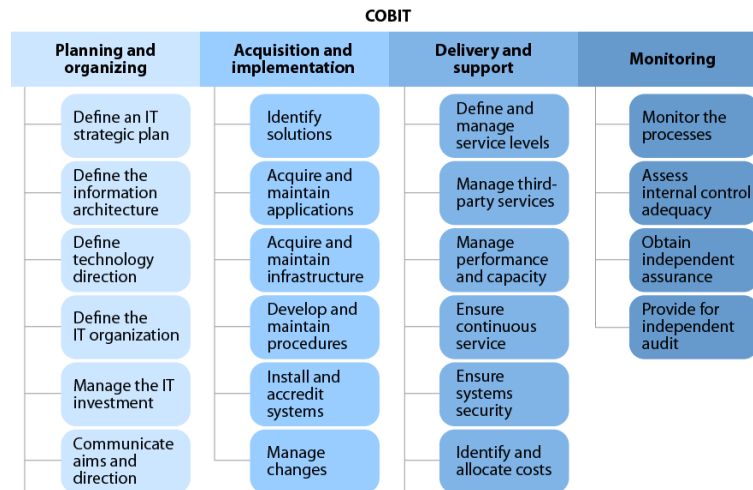 COBIT
Planning and
organizing
Acquisition and
implementation
Delivery and
support
Monitoring
Define an IT
strategic plan
Define the
information
architecture
Define
technology
direction
Define the
IT organization
Manage the IT
investment
Communicate
aims and
direction
Identify
solutions
Acquire and
maintain
applications
Acquire and
maintain
infrastructure
Develop and
maintain
procedures
Install and
accredit
systems
Manage
changes
Define and
manage
service levels
Manage third-
party services
Manage
performance
and capacity
Ensure
continuous
service
Ensure
systems
security
Identify and
allocate costs
Monitor the
processes
Assess
internal control
adequacy
Obtain
independent
assurance
Provide for
independent
audit